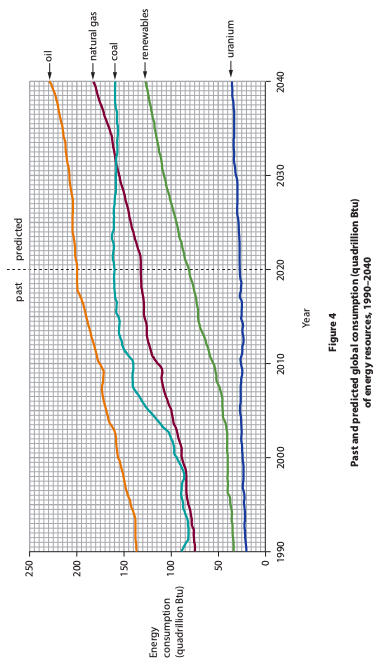 oil
natural gas
coal
renewables
uranium
past
predicted
250
200
150
100
50
0
Energy
consumption
(quadrillion Btu)
1990
2000
2010
2020
2030
2040
Year
Figure 4
Past and predicted global consumption (quadrillion Btu)
of energy resources, 1990–2040